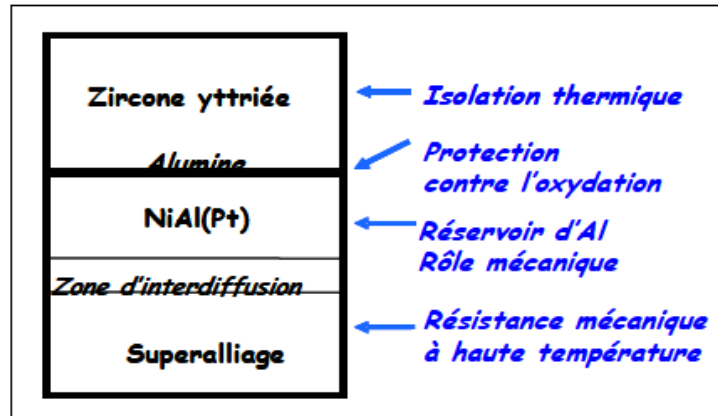 Zircone yttriée
Isolation thermique
Alumine
Protection
contre l'oxydation
NiAl(Pt)
Réservoir d'Al
Rôle mécanique
Zone d'interdiffusion
Superalliage
Résistance mécanique
à haute température